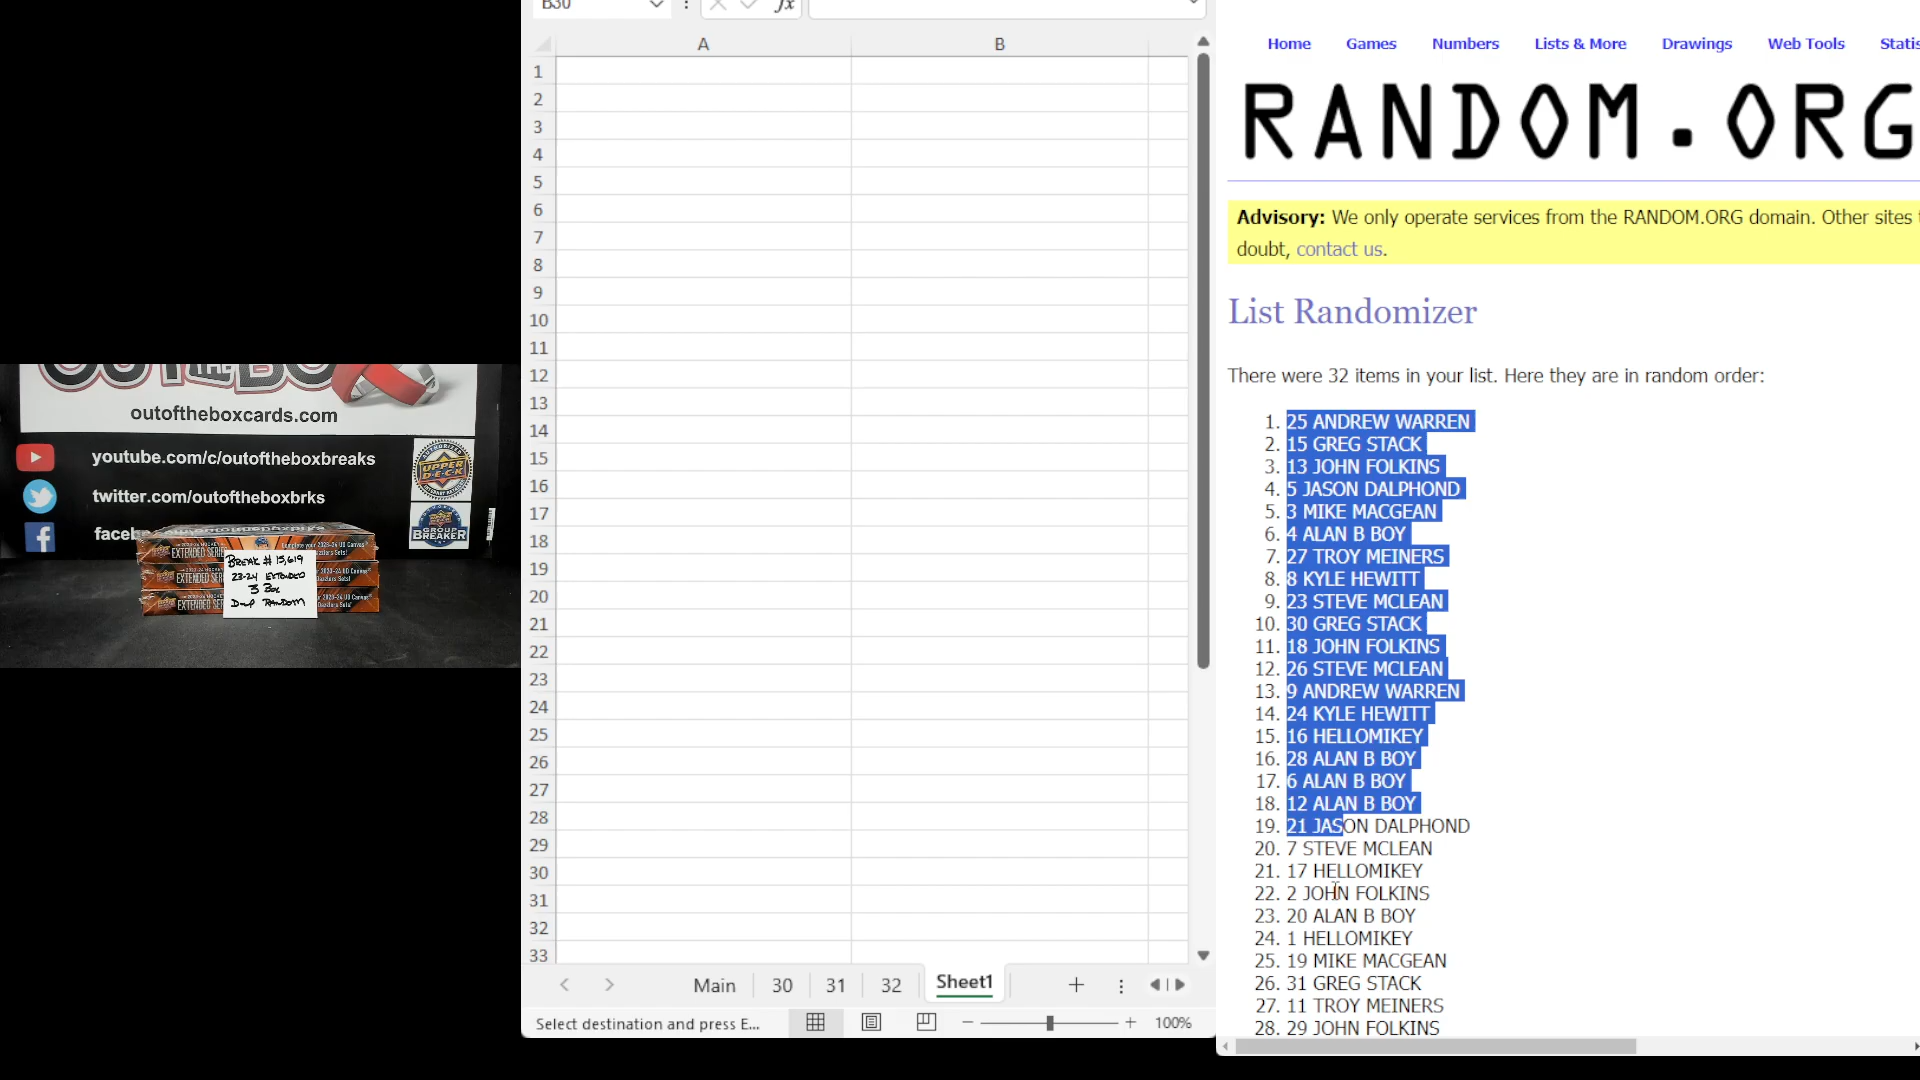 B30
fx
A B
1
2
3
4
5
6
7
8
9
10
11
12
13
14
15
16
17
18
19
20
21
22
23
24
25
26
27
28
29
30
31
32
33
Main 30 31 32 Sheet1
Select destination and press E...
100%
outoftheboxcards.com
youtube.com/c/outoftheboxbreaks
twitter.com/outoftheboxbrks
UPPER DECK
GROUP BREAKER
BREAK # 15,619
23-24 EXTENDED
3 BOX
DUAL RANDOM
Home Games Numbers Lists & More Drawings Web Tools Statis
RANDOM.ORG
Advisory: We only operate services from the RANDOM.ORG domain. Other sites t
doubt, contact us.
List Randomizer
There were 32 items in your list. Here they are in random order:
1. 25 ANDREW WARREN
2. 15 GREG STACK
3. 13 JOHN FOLKINS
4. 5 JASON DALPHOND
5. 3 MIKE MACGEAN
6. 4 ALAN B BOY
7. 27 TROY MEINERS
8. 8 KYLE HEWITT
9. 23 STEVE MCLEAN
10. 30 GREG STACK
11. 18 JOHN FOLKINS
12. 26 STEVE MCLEAN
13. 9 ANDREW WARREN
14. 24 KYLE HEWITT
15. 16 HELLOMIKEY
16. 28 ALAN B BOY
17. 6 ALAN B BOY
18. 12 ALAN B BOY
19. 21 JASON DALPHOND
20. 7 STEVE MCLEAN
21. 17 HELLOMIKEY
22. 2 JOHN FOLKINS
23. 20 ALAN B BOY
24. 1 HELLOMIKEY
25. 19 MIKE MACGEAN
26. 31 GREG STACK
27. 11 TROY MEINERS
28. 29 JOHN FOLKINS